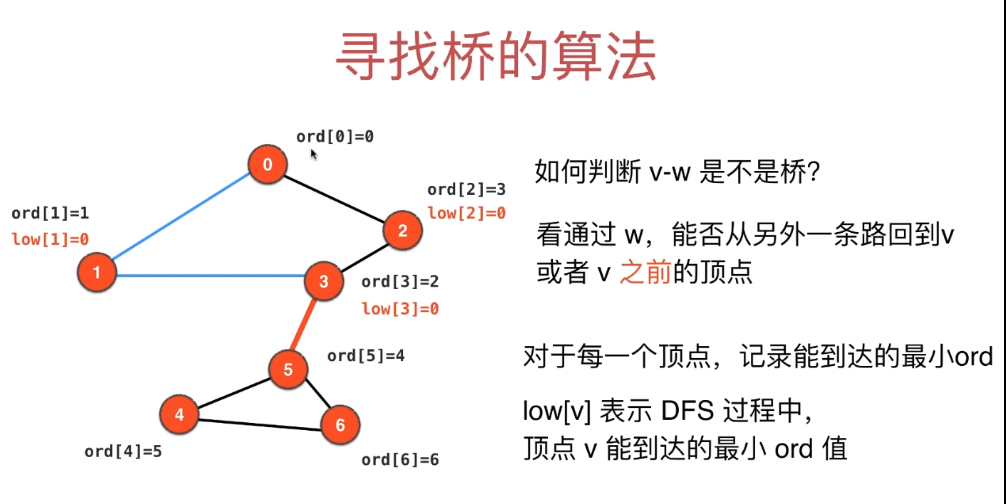 寻找桥的算法
ord[0]=0
0
如何判断 v-w 是不是桥？
ord[2]=3
low[2]=0
ord[1]=1
low[1]=0
2
看通过 w，能否从另外一条路回到v
或者 v 之前的顶点
1
3
ord[3]=2
low[3]=0
ord[5]=4
对于每一个顶点，记录能到达的最小ord
5
4
6
low[v] 表示 DFS 过程中，
顶点 v 能到达的最小 ord 值
ord[4]=5
ord[6]=6